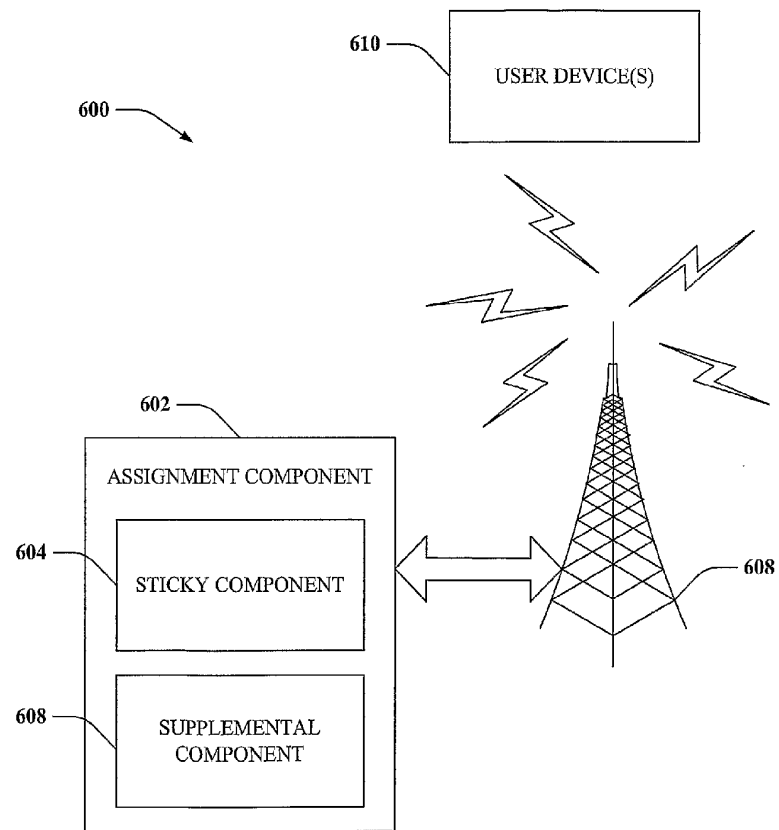 610
USER DEVICE(S)
600
602
ASSIGNMENT COMPONENT
604
STICKY COMPONENT
608
608
SUPPLEMENTAL
COMPONENT